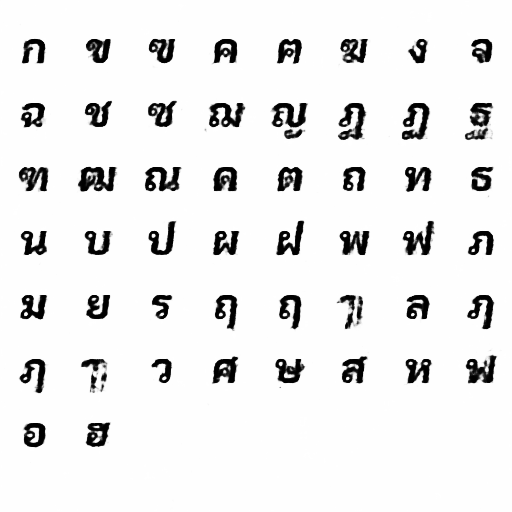 ก ข ฃ ค ฅ ฆ ง จ
ฉ ช ซ ฌ ญ ฎ ฏ ฐ
ฑ ฒ ณ ด ต ถ ท ธ
น บ ป ผ ฝ พ ฟ ภ
ม ย ร ฤ ฤ ล ฦ
ฦ ว ศ ษ ส ห ฬ
อ ฮ